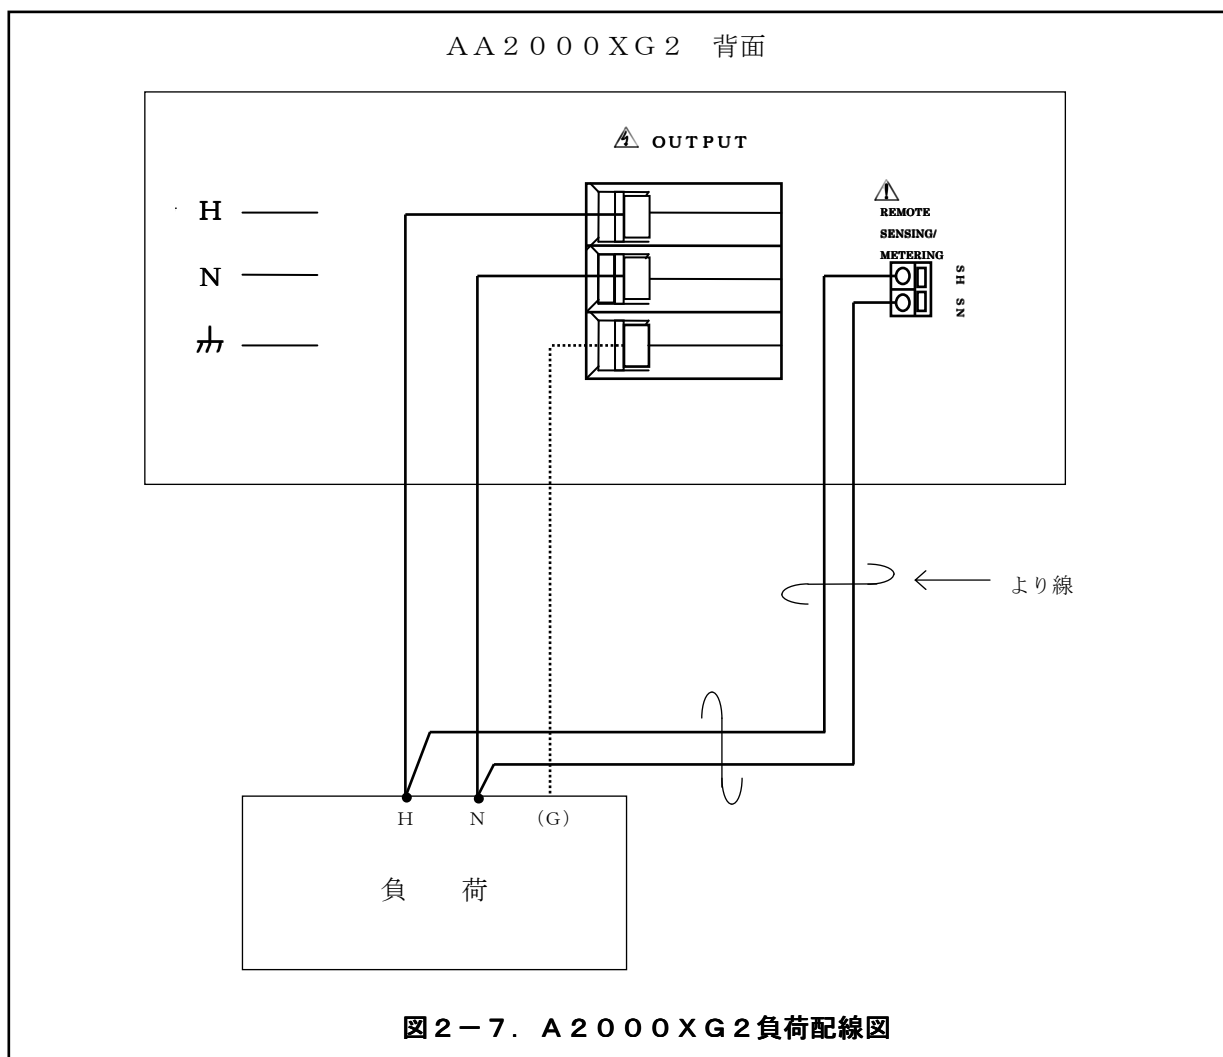 AA2000XG2 背面
OUTPUT
H
N
REMOTE
SENSING/
METERING
SH SN
より線
H N (G)
負 荷
図2-7. A2000XG2負荷配線図